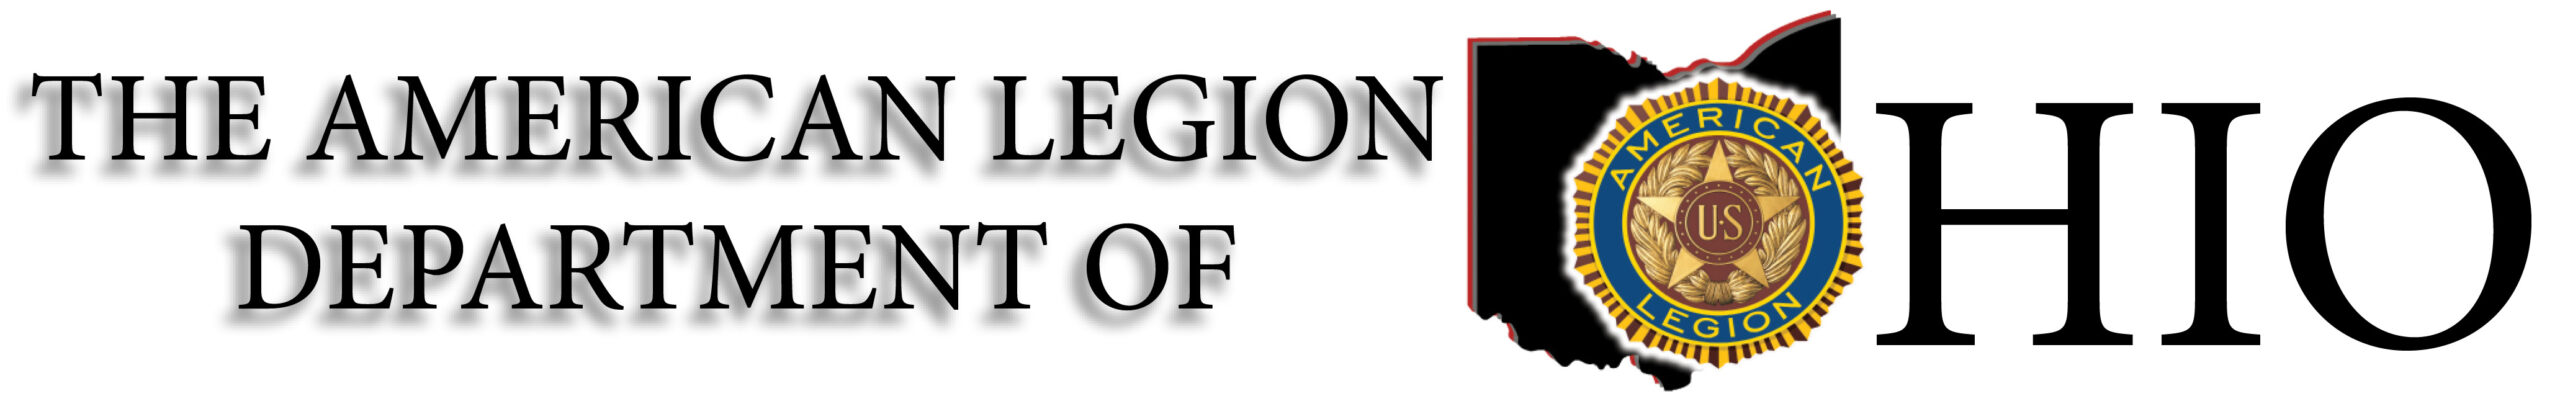 THE AMERICAN LEGION
DEPARTMENT OF
HIO
AMERICAN
U·S
LEGION